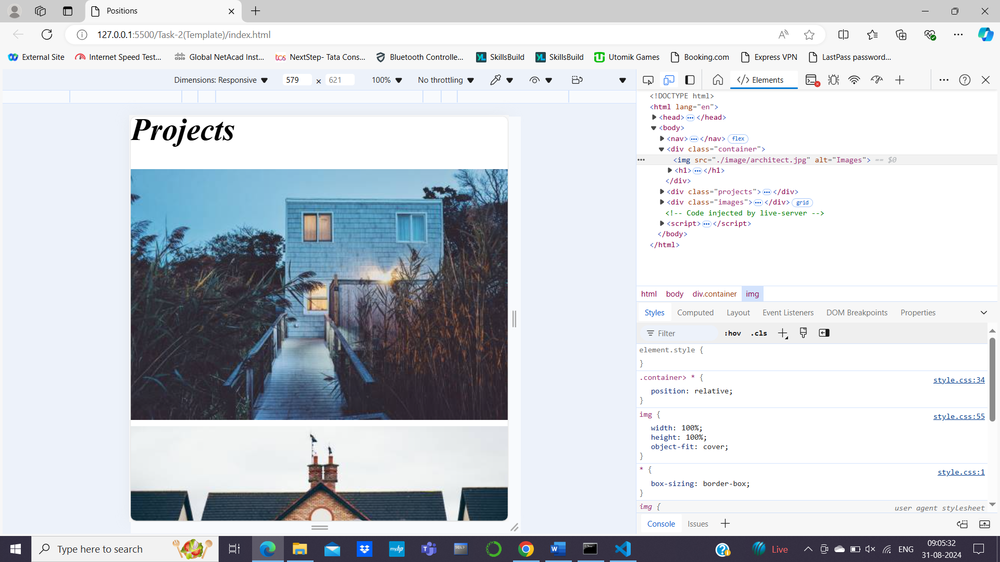 Positions
127.0.0.1:5500/Task-2(Template)/index.html
External Site
Internet Speed Test...
Global NetAcad Inst...
NextStep- Tata Cons...
Bluetooth Controlle...
SkillsBuild
SkillsBuild
Utomik Games
Booking.com
Express VPN
LastPass password...
Dimensions: Responsive
579 × 621
100%
No throttling
Elements
Projects
<!DOCTYPE html>
<html lang="en">
<head> ••• </head>
<body>
<nav> ••• </nav> flex
<div class="container">
••• <img src="./image/architect.jpg" alt="Images"> == $0
<h1> ••• </h1>
</div>
<div class="projects"> ••• </div>
<div class="images"> ••• </div> grid
<!-- Code injected by live-server -->
<script> ••• </script>
</body>
</html>
html body div.container img
Styles Computed Layout Event Listeners DOM Breakpoints Properties
Filter :hov .cls
element.style {
}
.container> * { style.css:34
position: relative;
}
img { style.css:55
width: 100%;
height: 100%;
object-fit: cover;
}
* { style.css:1
box-sizing: border-box;
}
img { user agent stylesheet
Console Issues
Type here to search
myhp
SQL>
Live
ENG
09:05:32
31-08-2024